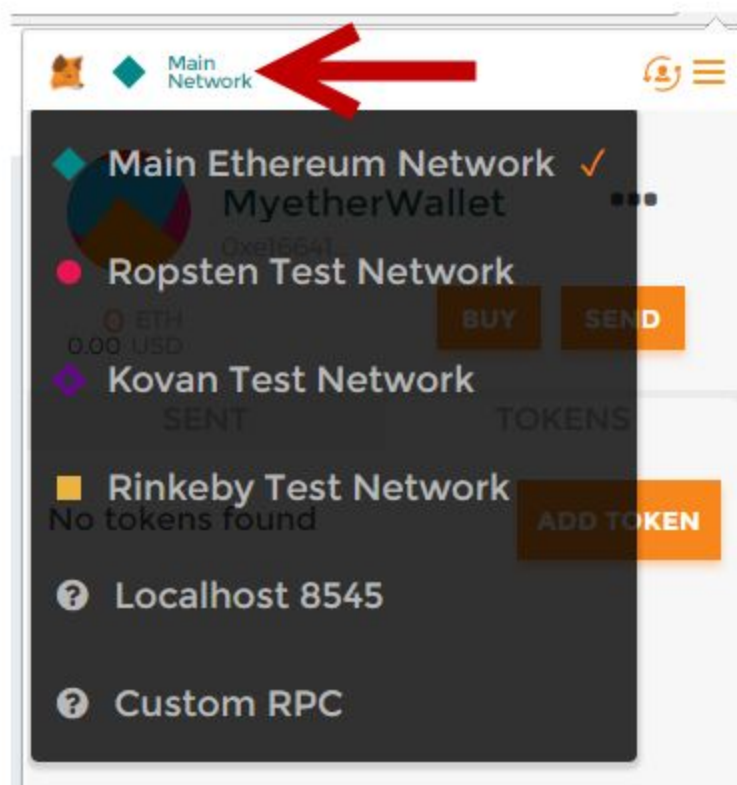 Main
Network
Main Ethereum Network ✓
MyetherWallet
0xe16641...
Ropsten Test Network
0 ETH
BUY
SEND
0.00 USD
Kovan Test Network
SENT
TOKENS
Rinkeby Test Network
No tokens found
ADD TOKEN
Localhost 8545
Custom RPC